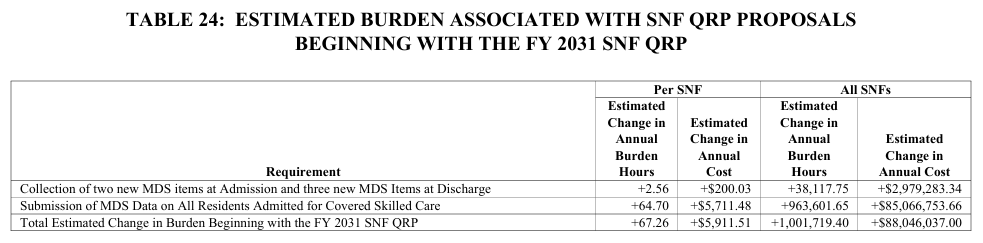 TABLE 24: ESTIMATED BURDEN ASSOCIATED WITH SNF QRP PROPOSALS
BEGINNING WITH THE FY 2031 SNF QRP
Per SNF All SNFs
Requirement
Estimated
Change in
Annual
Burden
Hours
Estimated
Change in
Annual
Cost
Estimated
Change in
Annual
Burden
Hours
Estimated
Change in
Annual Cost
Collection of two new MDS items at Admission and three new MDS Items at Discharge +2.56 +$200.03 +38,117.75 +$2,979,283.34
Submission of MDS Data on All Residents Admitted for Covered Skilled Care +64.70 +$5,711.48 +963,601.65 +$85,066,753.66
Total Estimated Change in Burden Beginning with the FY 2031 SNF QRP +67.26 +$5,911.51 +1,001,719.40 +$88,046,037.00